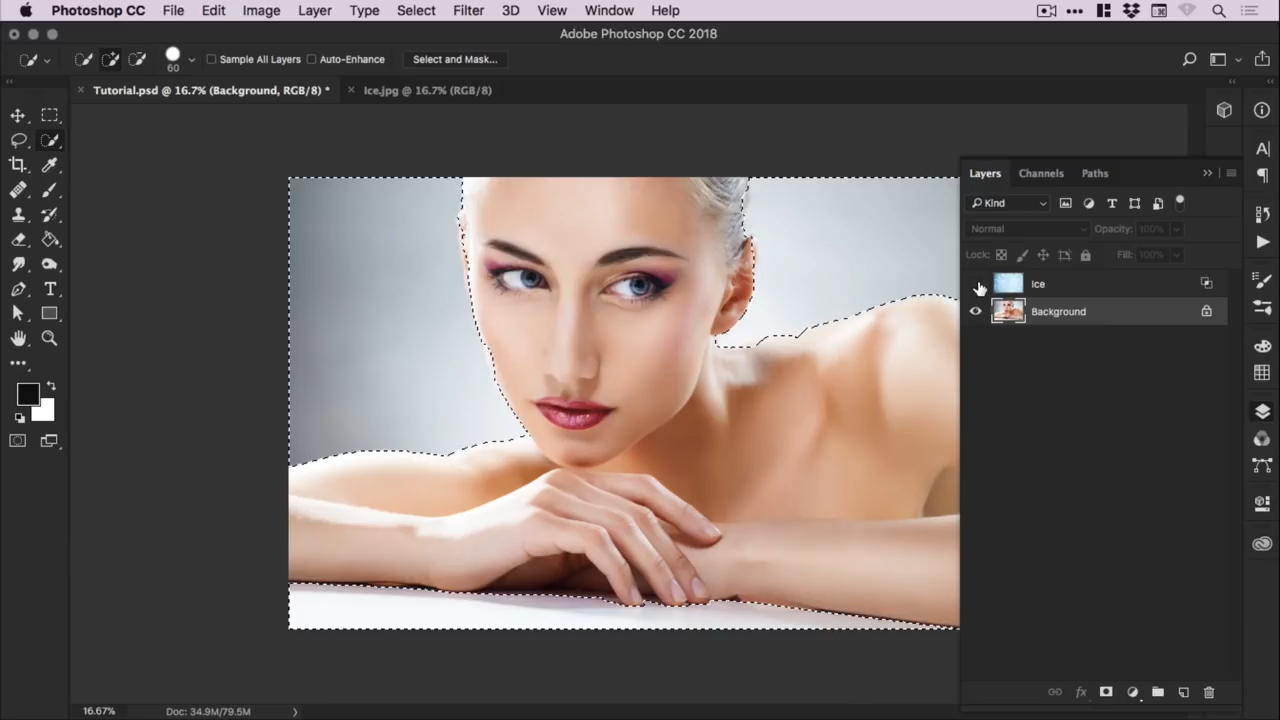 Photoshop CC File Edit Image Layer Type Select Filter 3D View Window Help
Adobe Photoshop CC 2018
60 Sample All Layers Auto-Enhance Select and Mask...
Tutorial.psd @ 16.7% (Background, RGB/8) * Ice.jpg @ 16.7% (RGB/8)
Layers Channels Paths
Kind
Normal Opacity: 100%
Lock: Fill: 100%
Ice
Background
16.67% Doc: 34.9M/79.5M